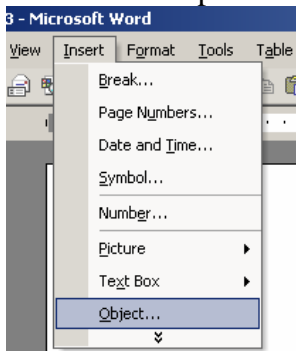 3 - Microsoft Word
View Insert Format Tools Table
Break...
Page Numbers...
Date and Time...
Symbol...
Number...
Picture
Text Box
Object...